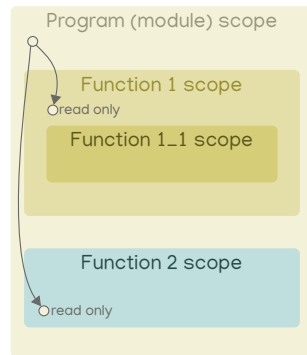 Program (module) scope
Function 1 scope
read only
Function 1_1 scope
Function 2 scope
read only